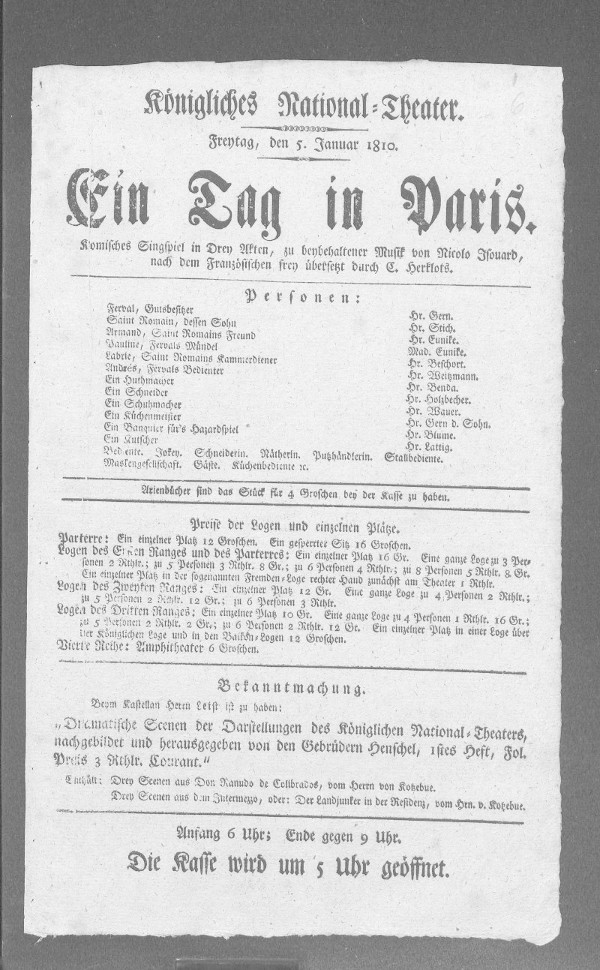 Königliches National-Theater.
Freytag, den 5. Januar 1810.
Ein Tag in Paris.
Komisches Singspiel in Drey Akten, zu beybehaltener Musik von Nicolo Isouard,
nach dem Französischen frey übersetzt durch C. Herklots.
Personen:
Ferval, Gutsbesitzer Hr. Gern.
Saint Romain, dessen Sohn Hr. Stich.
Armand, Saint Romains Freund Hr. Eunike.
Pauline, Fervals Mündel Mad. Eunike.
Labrie, Saint Romains Kammerdiener Hr. Beschort.
Andrés, Fervals Bedienter Hr. Weitzmann.
Ein Huthmacher Hr. Benda.
Ein Schneider Hr. Holzbecher.
Ein Schuhmacher Hr. Wauer.
Ein Küchenmeister Hr. Gern d. Sohn.
Ein Banquier für's Hazardspiel Hr. Blume.
Ein Kutscher Hr. Lattig.
Bediente. Jokey. Schneiderin. Nätherin. Putzhändlerin. Stallbediente.
Maskengesellschaft. Gäste. Küchenbediente ꝛc.
Arienbücher sind das Stück für 4 Groschen bey der Kasse zu haben.
Preise der Logen und einzelnen Plätze.
Parterre: Ein einzelner Platz 12 Groschen. Ein gesperrter Sitz 16 Groschen.
Logen des Ersten Ranges und des Parterres: Ein einzelner Platz 16 Gr. Eine ganze Loge zu 3 Per-
sonen 2 Rthlr.; zu 5 Personen 3 Rthlr. 8 Gr.; zu 6 Personen 4 Rthlr.; zu 8 Personen 5 Rthlr. 8 Gr.
Ein einzelner Platz in der sogenannten Fremden-Loge rechter Hand zunächst am Theater 1 Rthlr.
Logen des Zweyten Ranges: Ein einzelner Platz 12 Gr. Eine ganze Loge zu 4 Personen 2 Rthlr.;
zu 5 Personen 2 Rthlr. 12 Gr.; zu 6 Personen 3 Rthlr.
Logen des Dritten Ranges: Ein einzelner Platz 10 Gr. Eine ganze Loge zu 4 Personen 1 Rthlr. 16 Gr.;
zu 5 Personen 2 Rthlr. 2 Gr.; zu 6 Personen 2 Rthlr. 12 Gr. Ein einzelner Platz in einer Loge über
der Königlichen Loge und in den Balkon-Logen 12 Groschen.
Vierte Reihe: Amphitheater 6 Groschen.
Bekanntmachung.
Beym Kastellan Herrn Leist ist zu haben:
„Dramatische Scenen der Darstellungen des Königlichen National-Theaters,
nachgebildet und herausgegeben von den Gebrüdern Henschel, 1stes Heft, Fol.
Preis 3 Rthlr. Courant.“
Enthält: Drey Scenen aus Don Ranudo de Colibrados, vom Herrn von Kotzebue.
Drey Scenen aus dem Intermezzo, oder: Der Landjunker in der Residenz, vom Hrn. v. Kotzebue.
Anfang 6 Uhr; Ende gegen 9 Uhr.
Die Kasse wird um 5 Uhr geöffnet.